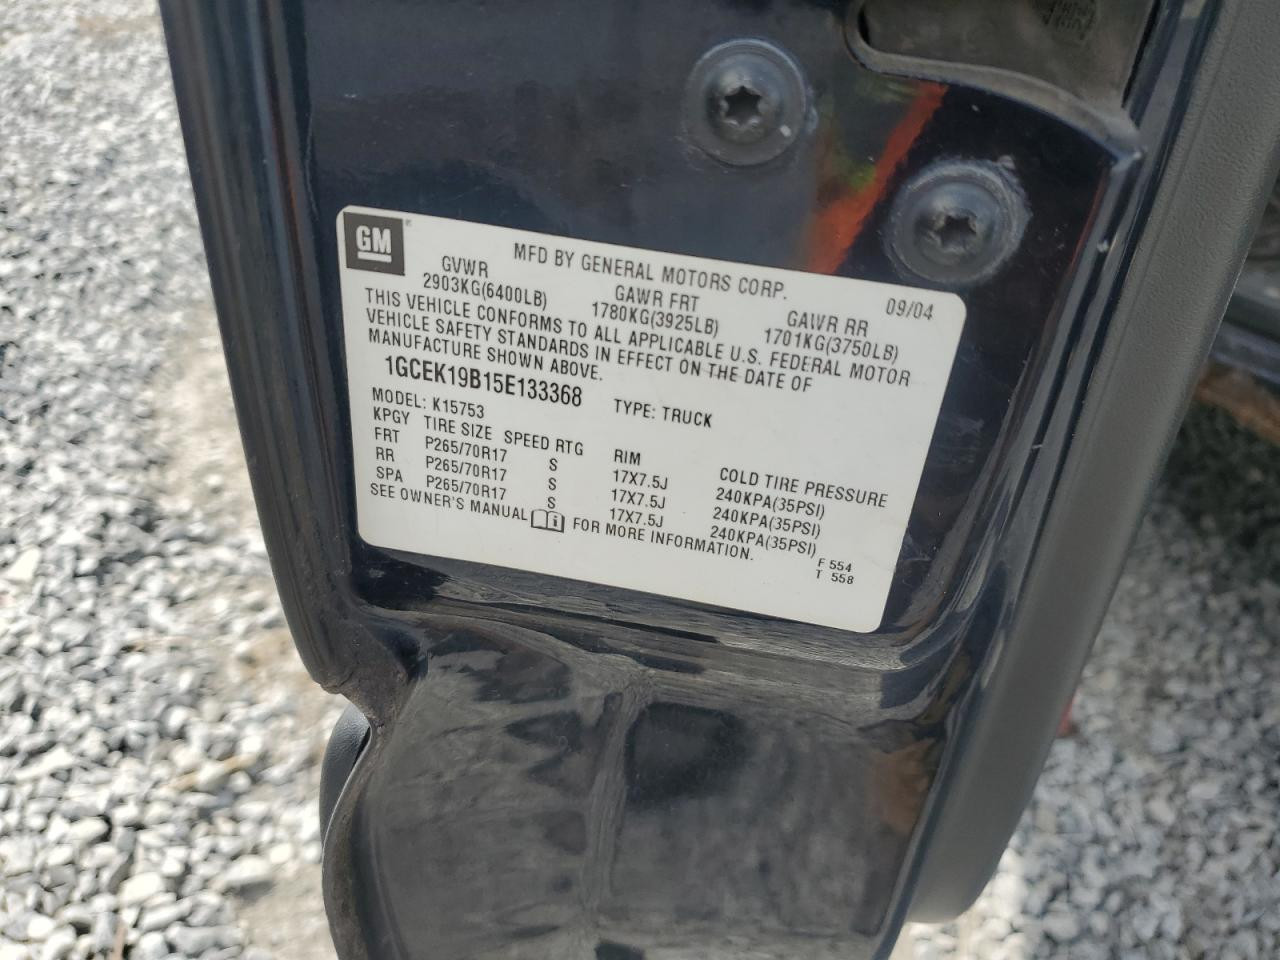 GM® MFD BY GENERAL MOTORS CORP. 09/04
GVWR GAWR FRT GAWR RR
2903KG(6400LB) 1780KG(3925LB) 1701KG(3750LB)
THIS VEHICLE CONFORMS TO ALL APPLICABLE U.S. FEDERAL MOTOR
VEHICLE SAFETY STANDARDS IN EFFECT ON THE DATE OF
MANUFACTURE SHOWN ABOVE.
1GCEK19B15E133368 TYPE: TRUCK
MODEL: K15753
KPGY TIRE SIZE SPEED RTG RIM COLD TIRE PRESSURE
FRT P265/70R17 S 17X7.5J 240KPA(35PSI)
RR P265/70R17 S 17X7.5J 240KPA(35PSI)
SPA P265/70R17 S 17X7.5J 240KPA(35PSI)
SEE OWNER'S MANUAL i FOR MORE INFORMATION.
F 554
T 558